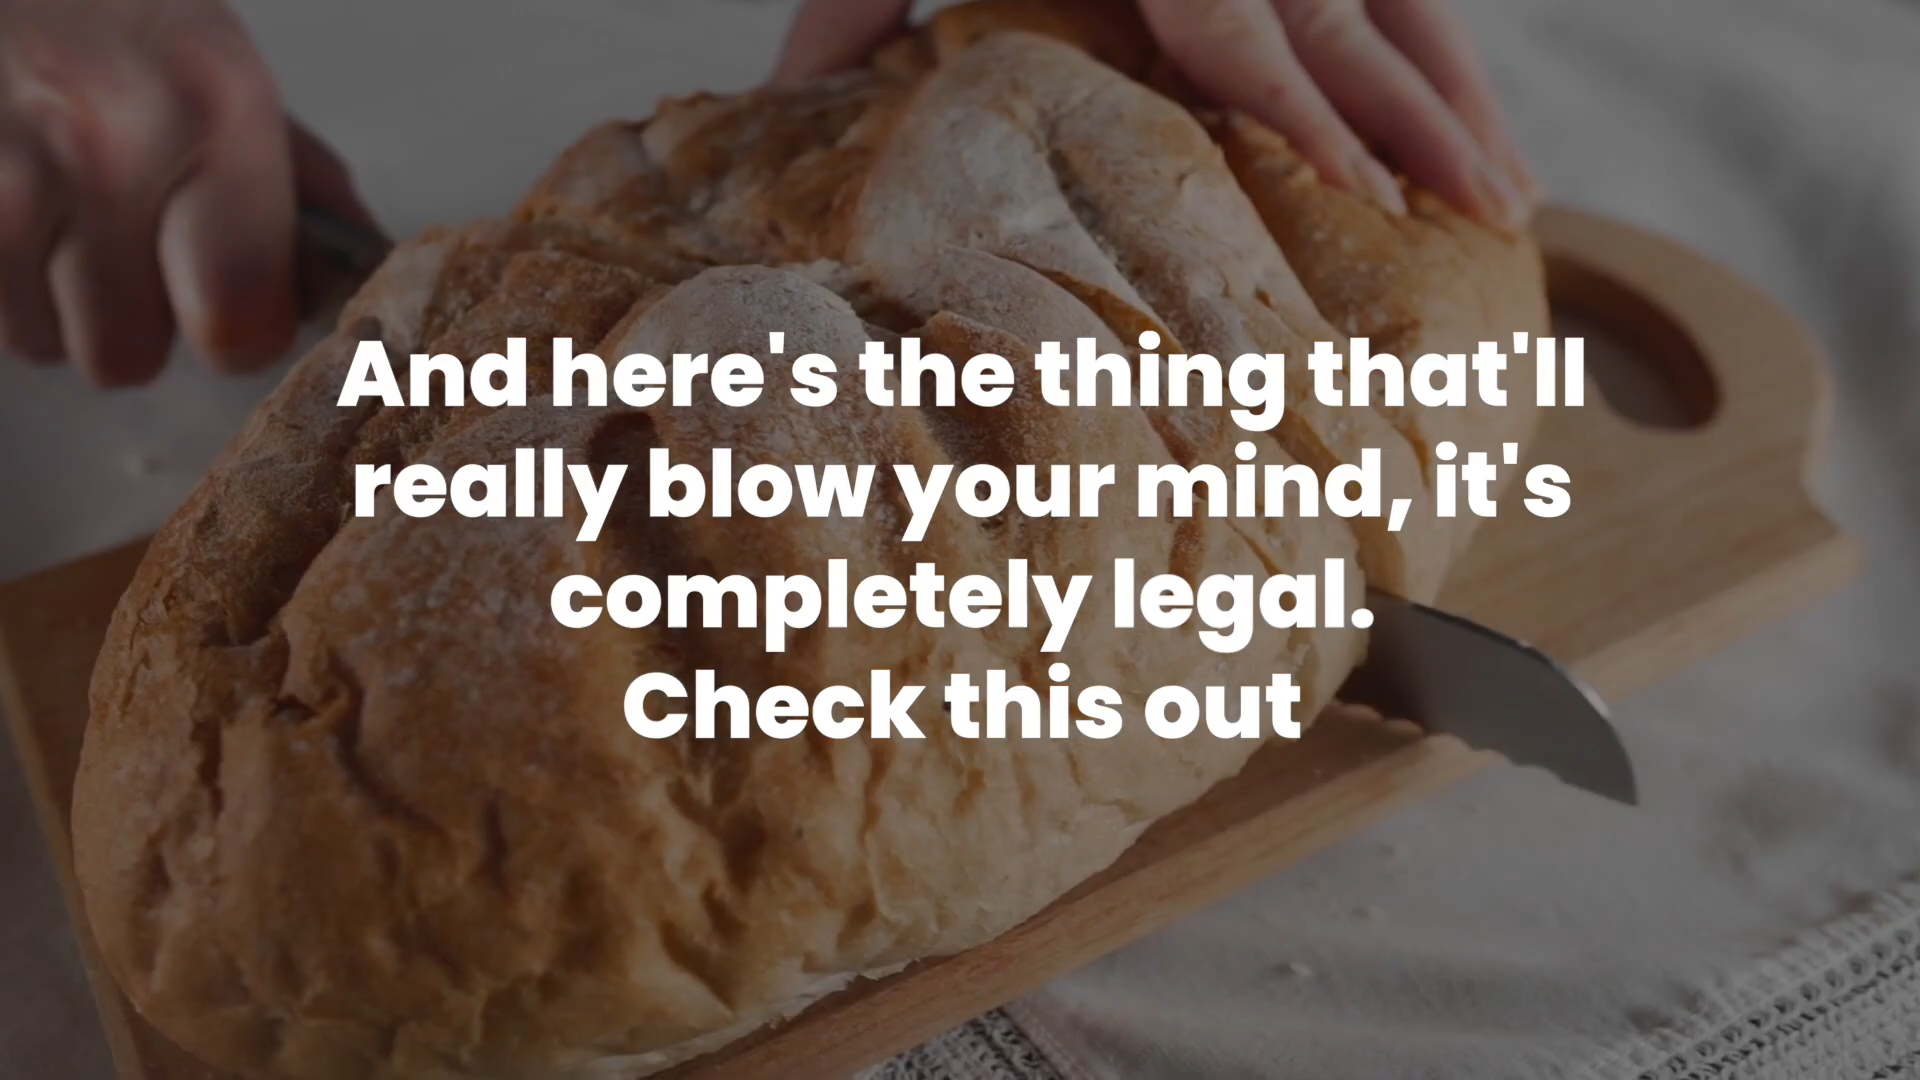 And here's the thing that'll
really blow your mind, it's
completely legal.
Check this out